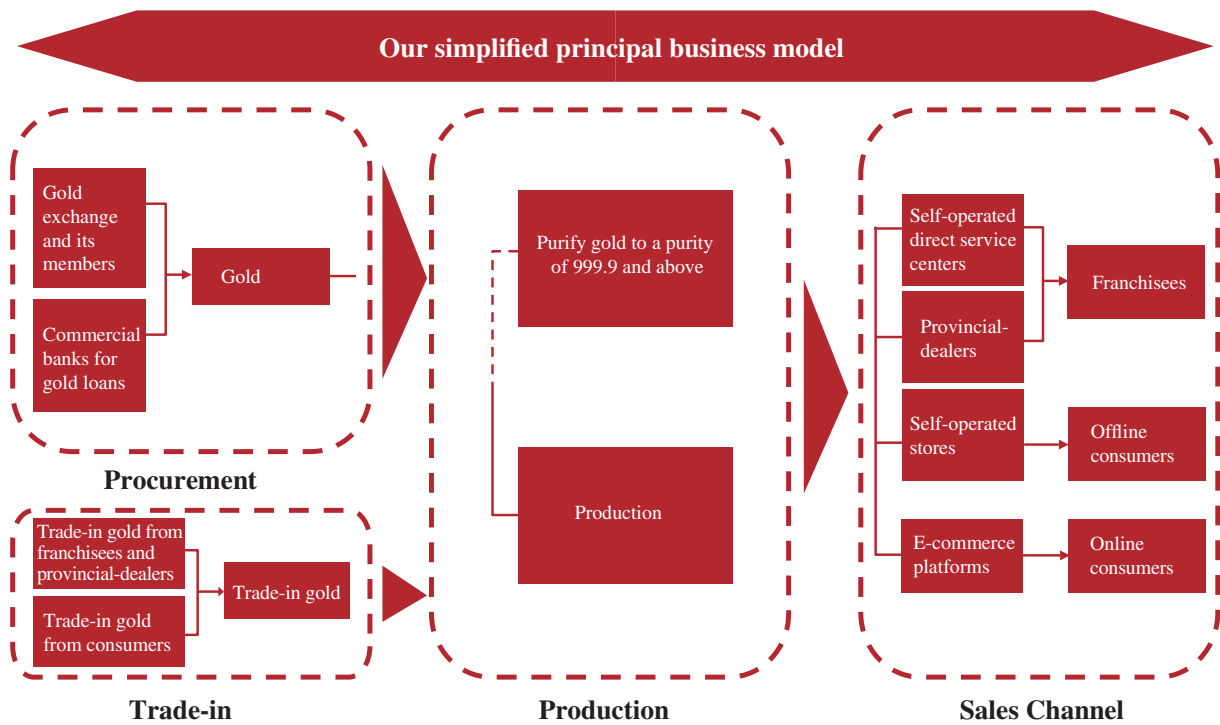 Our simplified principal business model
Gold
exchange
and its
members
Commercial
banks for
gold loans
Gold
Procurement
Trade-in gold from
franchisees and
provincial-dealers
Trade-in gold
from consumers
Trade-in gold
Trade-in
Purify gold to a purity
of 999.9 and above
Production
Production
Self-operated
direct service
centers
Provincial-
dealers
Franchisees
Self-operated
stores
Offline
consumers
E-commerce
platforms
Online
consumers
Sales Channel